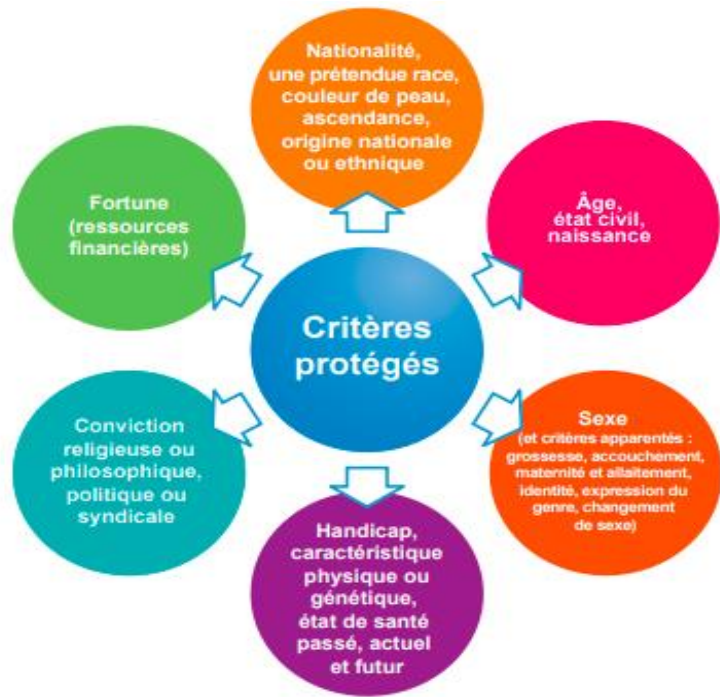 Nationalité,
une prétendue race,
couleur de peau,
ascendance,
origine nationale
ou ethnique
Fortune
(ressources
financières)
Âge,
état civil,
naissance
Critères
protégés
Conviction
religieuse ou
philosophique,
politique ou
syndicale
Sexe
(et critères apparentés :
grossesse, accouchement,
maternité et allaitement,
identité, expression du
genre, changement
de sexe)
Handicap,
caractéristique
physique ou
génétique,
état de santé
passé, actuel
et futur